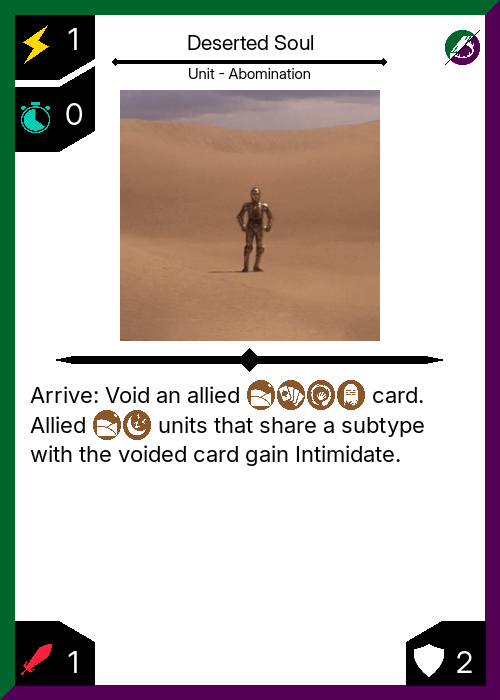 1
Deserted Soul
Unit - Abomination
0
Arrive: Void an allied card.
Allied units that share a subtype
with the voided card gain Intimidate.
1
2